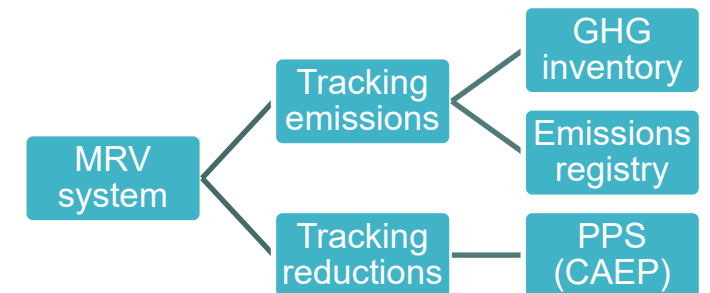 MRV
system
Tracking
emissions
GHG
inventory
Emissions
registry
Tracking
reductions
PPS
(CAEP)